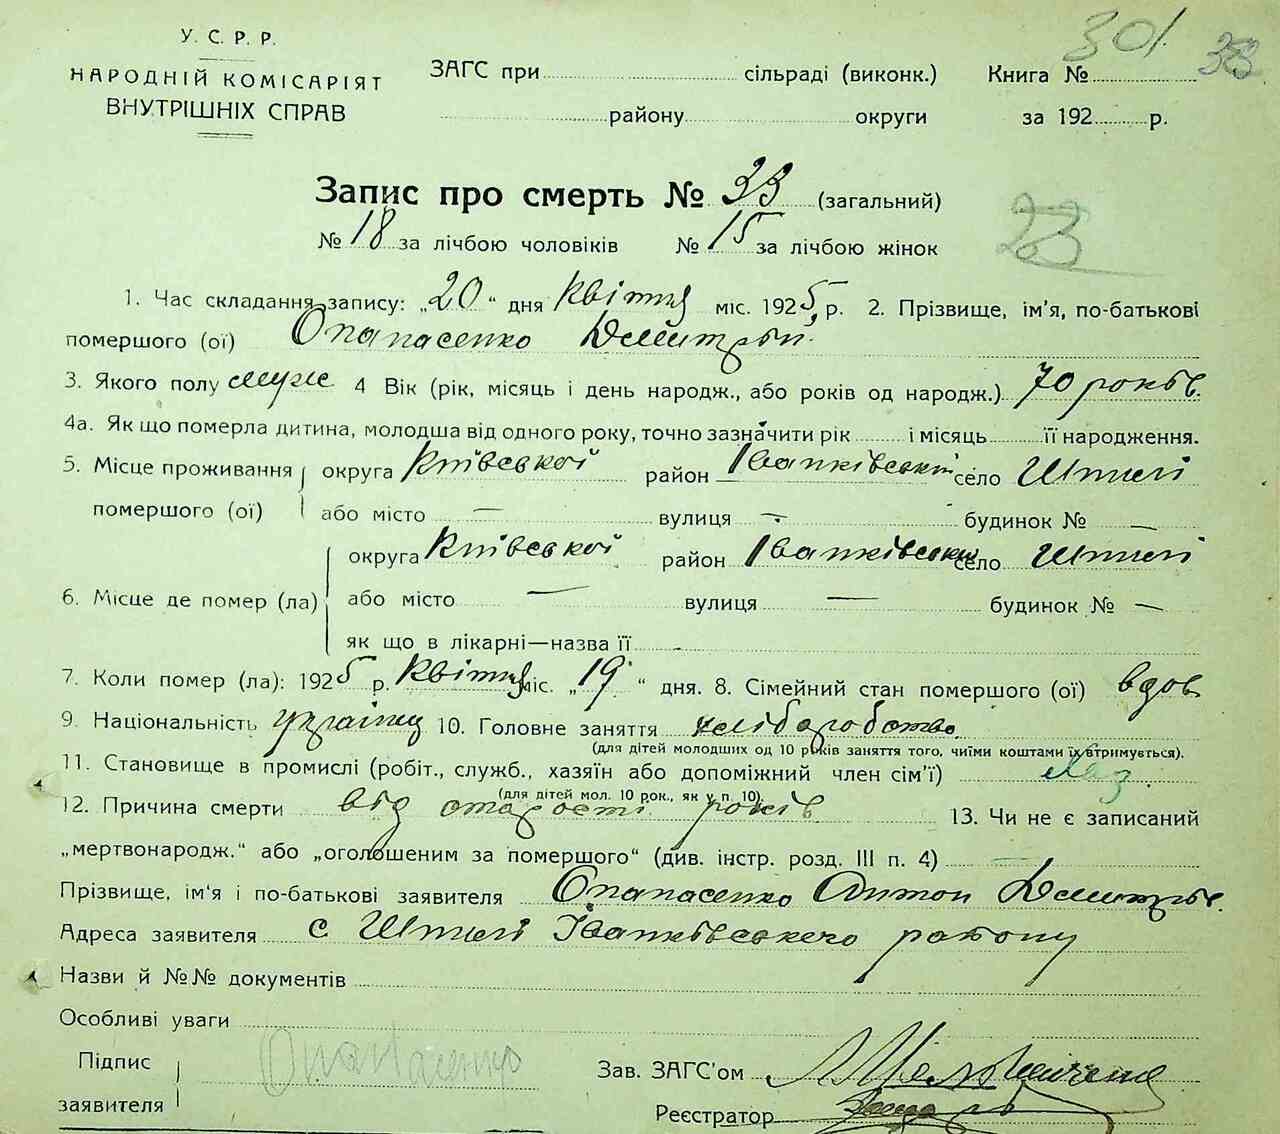 301
33
У. С. Р. Р.
НАРОДНІЙ КОМІСАРІЯТ
ВНУТРІШНІХ СПРАВ
ЗАГС при сільраді (виконк.) Книга №
району округи за 192 р.
Запис про смерть № 33 (загальний)
№ 18 за лічбою чоловіків № 15 за лічбою жінок
23
1. Час складання запису: „20“ дня квітня міс. 1925 р. 2. Прізвище, ім'я, по-батькові
помершого (ої) Опанасенко Дмитрій
3. Якого полу муж 4 Вік (рік, місяць і день народж., або років од народж.) 70 років
4а. Як що померла дитина, молодша від одного року, точно зазначити рік і місяць її народження.
5. Місце проживання округа Київської район Іванківський село Шпилі
помершого (ої) або місто — вулиця — будинок № —
округа Київської район Іванківський село Шпилі
6. Місце де помер (ла) або місто — вулиця — будинок № —
як що в лікарні—назва її
7. Коли помер (ла): 1925 р. квітня міс. „19“ дня. 8. Сімейний стан помершого (ої) вдов
9. Національність українец 10. Головне заняття хліборобство
(для дітей молодших од 10 років заняття того, чиїми коштами їх втримується).
11. Становище в промислі (робіт., служб., хазяїн або допоміжний член сім'ї) хаз
(для дітей мол. 10 рок., як у п. 10).
12. Причина смерти від старости років 13. Чи не є записаний
„мертвонародж.“ або „оголошеним за помершого“ (див. інстр. розд. III п. 4) —
Прізвище, ім'я і по-батькові заявителя Опанасенко Антон Дмитрів
Адреса заявителя с Шпилі Іванківського району
Назви й №№ документів
Особливі уваги
Підпис Опанасенко
заявителя
Зав. ЗАГС'ом
Реєстратор